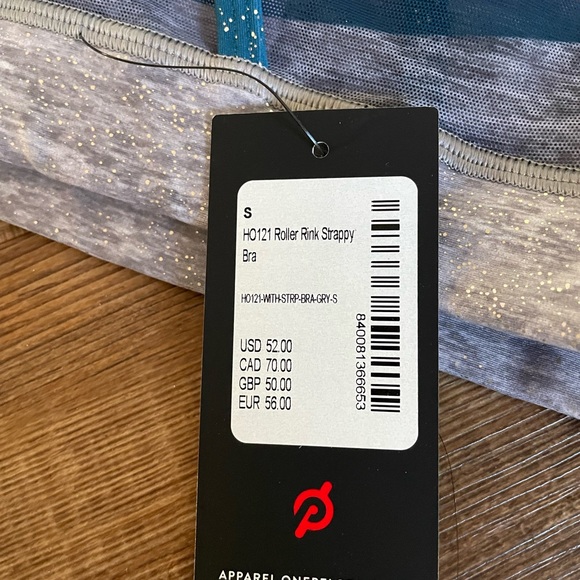 S
HO121 Roller Rink Strappy
Bra
HO121-WITH-STRP-BRA-GRY-S
USD 52.00
CAD 70.00
GBP 50.00
EUR 56.00
840081366653
APPAREL